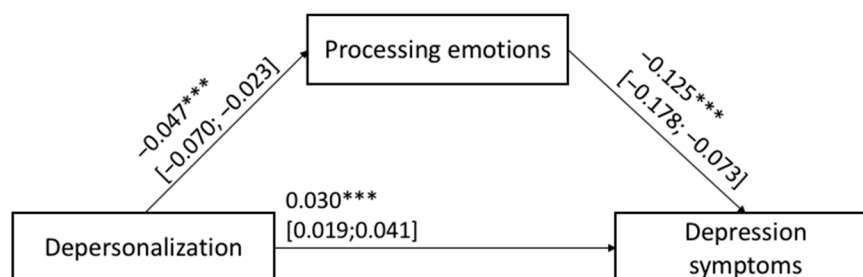 Processing emotions
−0.047***
[−0.070; −0.023]
−0.125***
[−0.178; −0.073]
0.030***
[0.019;0.041]
Depersonalization
Depression
symptoms